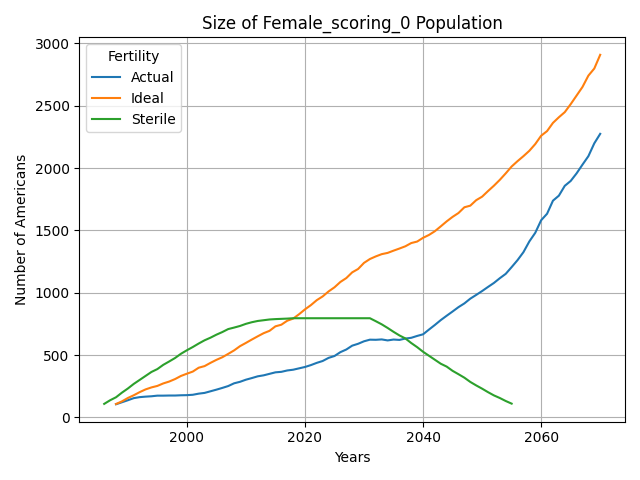 Size of Female_scoring_0 Population
Fertility
Actual
Ideal
Sterile
Number of Americans
3000
2500
2000
1500
1000
500
0
2000
2020
2040
2060
Years